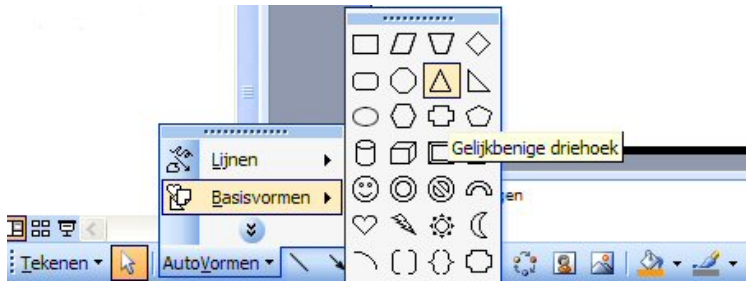 Gelijkbenige driehoek
Lijnen
Basisvormen
en
Tekenen
AutoVormen